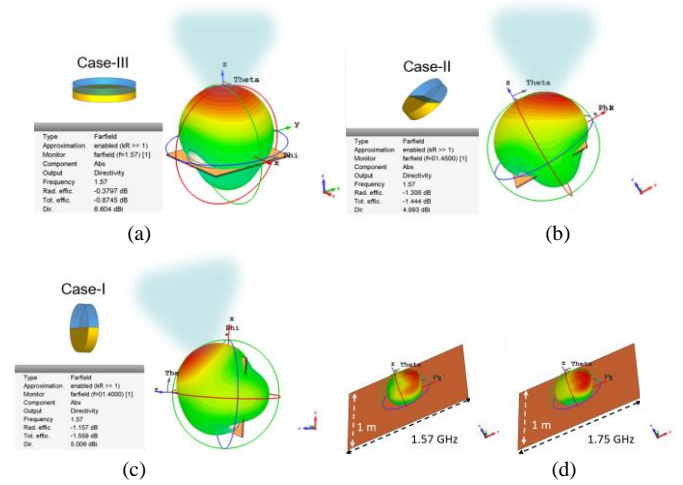 Case-III
z
Theta
y
Phi
x
Type Farfield
Approximation enabled (kR >> 1)
Monitor farfield (f=1.57) [1]
Component Abs
Output Directivity
Frequency 1.57
Rad. effic. -0.3797 dB
Tot. effic. -0.8745 dB
Dir. 6.604 dBi
(a)
Case-II
z
Theta
Type Farfield
Approximation enabled (kR >> 1)
Monitor farfield (f=01.4500) [1]
Component Abs
Output Directivity
Frequency 1.57
Rad. effic. -1.306 dB
Tot. effic. -1.444 dB
Dir. 4.993 dBi
(b)
Case-I
x
Phi
The
z
Type Farfield
Approximation enabled (kR >> 1)
Monitor farfield (f=01.4000) [1]
Component Abs
Output Directivity
Frequency 1.57
Rad. effic. -1.157 dB
Tot. effic. -1.559 dB
Dir. 5.006 dBi
(c)
Theta
1 m
1.57 GHz
Theta
1 m
1.75 GHz
(d)